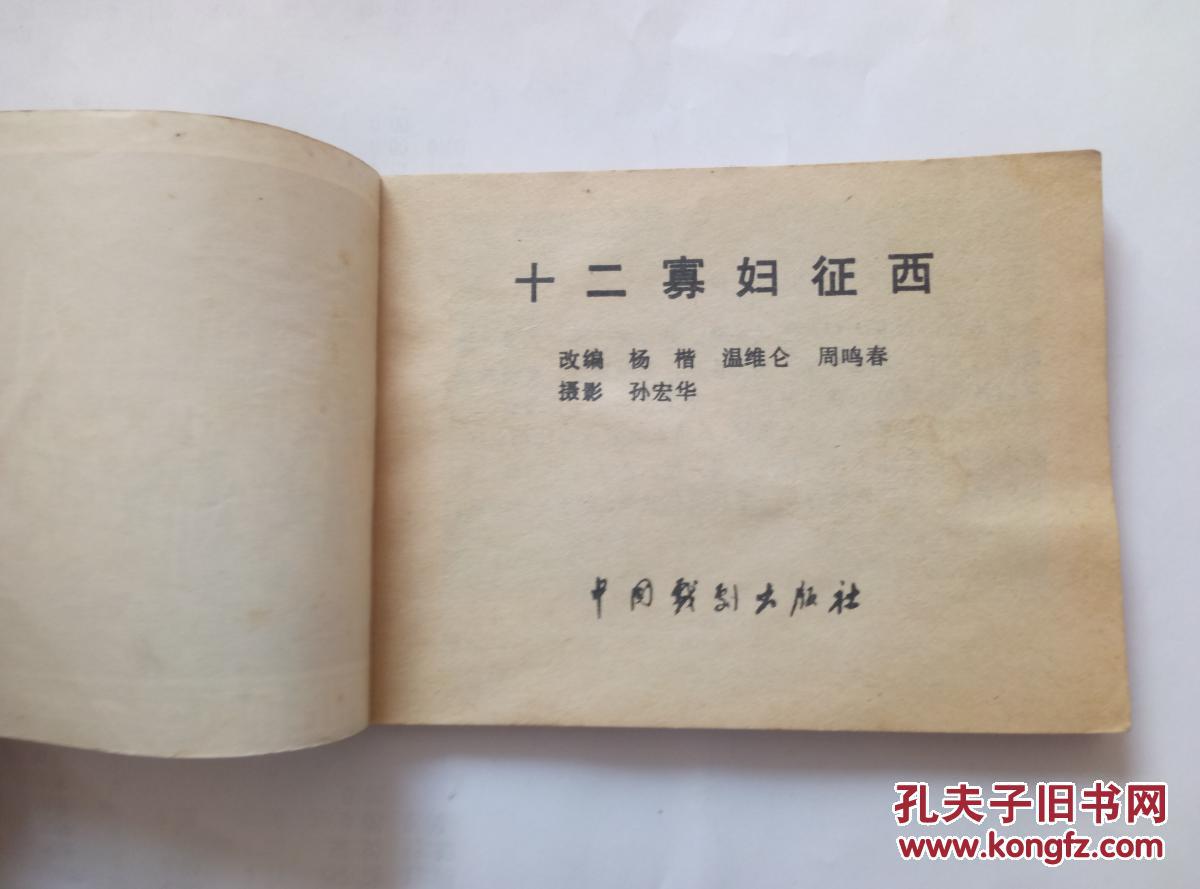 十二寡妇征西
改编 杨楷 温维仑 周鸣春
摄影 孙宏华
中国戏剧出版社
孔夫子旧书网
www.kongfz.com